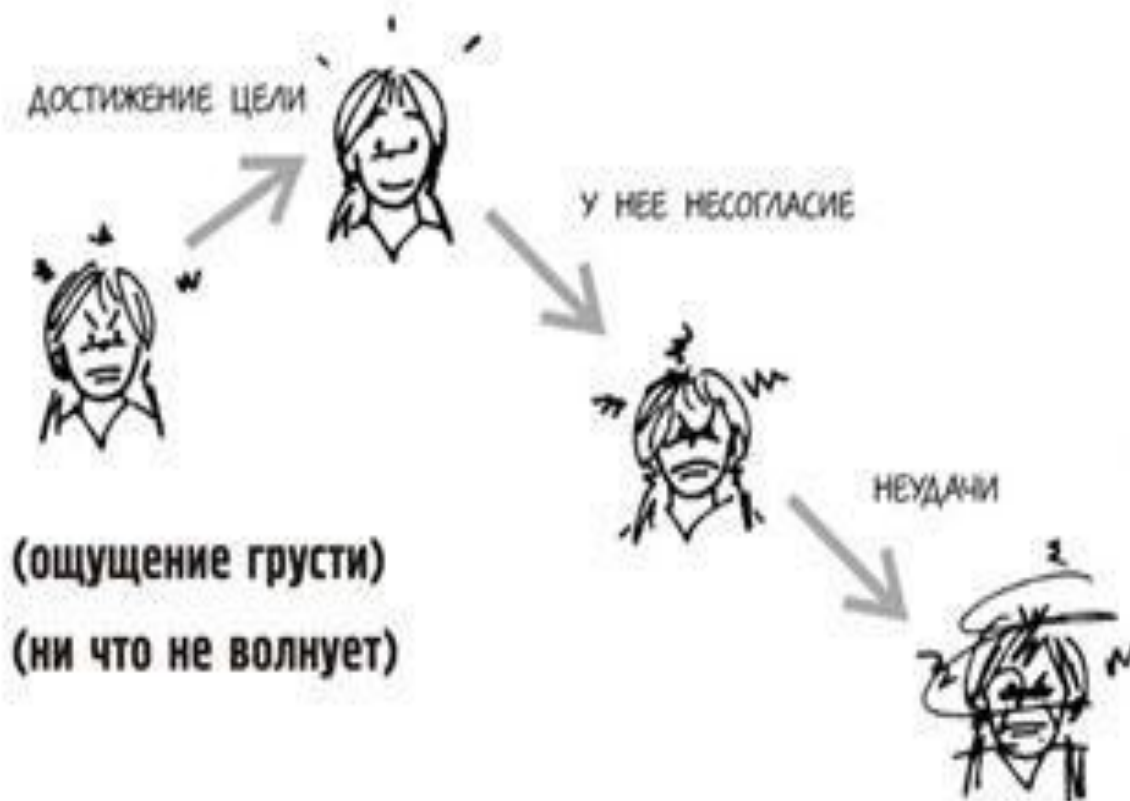 ДОСТИЖЕНИЕ ЦЕЛИ
У НЕЕ НЕСОГЛАСИЕ
НЕУДАЧИ
(ощущение грусти)
(ни что не волнует)